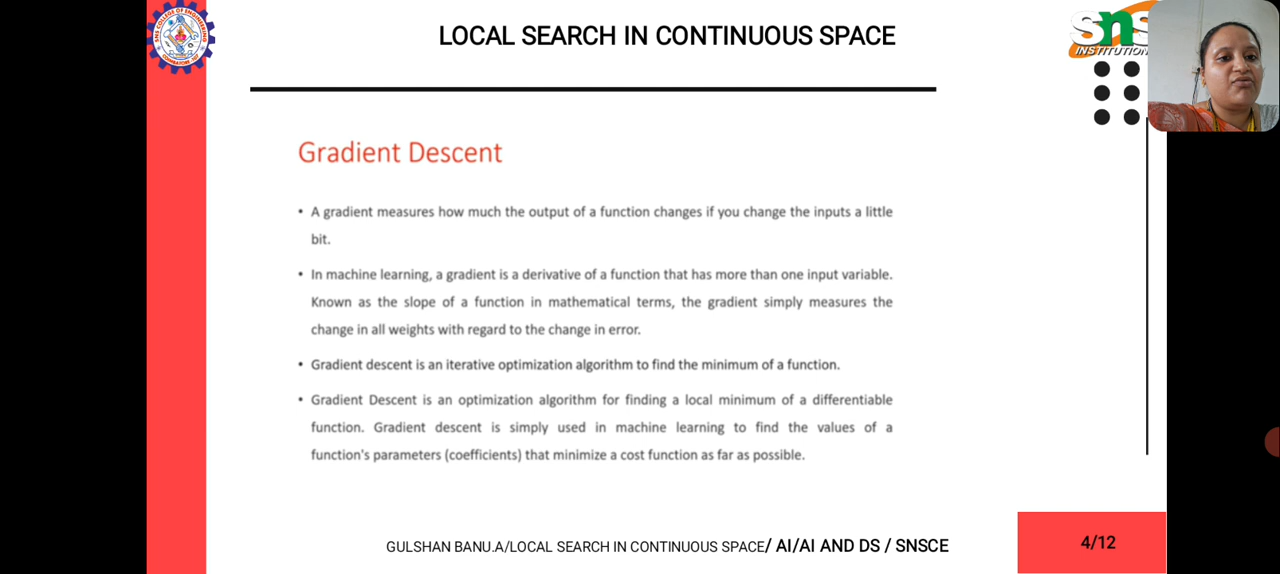 LOCAL SEARCH IN CONTINUOUS SPACE
SNS COLLEGE OF ENGINEERING
COIMBATORE
sns
INSTITUTION
Gradient Descent
• A gradient measures how much the output of a function changes if you change the inputs a little
bit.
• In machine learning, a gradient is a derivative of a function that has more than one input variable.
Known as the slope of a function in mathematical terms, the gradient simply measures the
change in all weights with regard to the change in error.
• Gradient descent is an iterative optimization algorithm to find the minimum of a function.
• Gradient Descent is an optimization algorithm for finding a local minimum of a differentiable
function. Gradient descent is simply used in machine learning to find the values of a
function's parameters (coefficients) that minimize a cost function as far as possible.
GULSHAN BANU.A/LOCAL SEARCH IN CONTINUOUS SPACE/ AI/AI AND DS / SNSCE
4/12